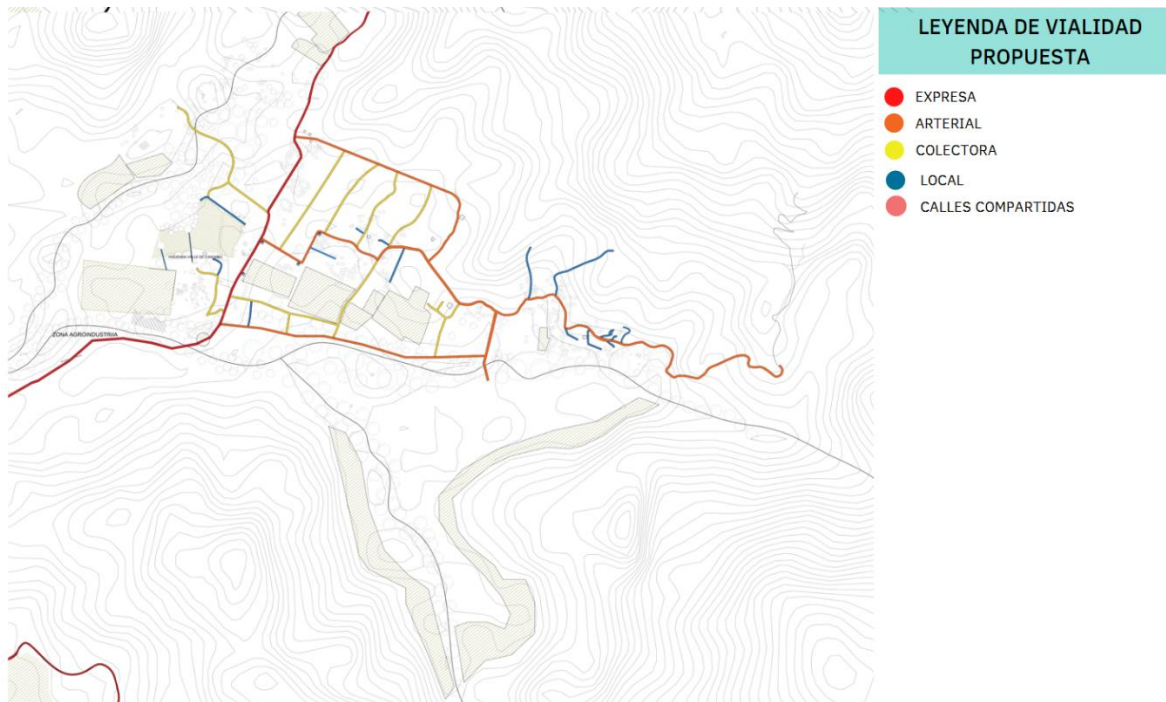 LEYENDA DE VIALIDAD
PROPUESTA
EXPRESA
ARTERIAL
COLECTORA
LOCAL
CALLES COMPARTIDAS
ZONA AGROINDUSTRIA